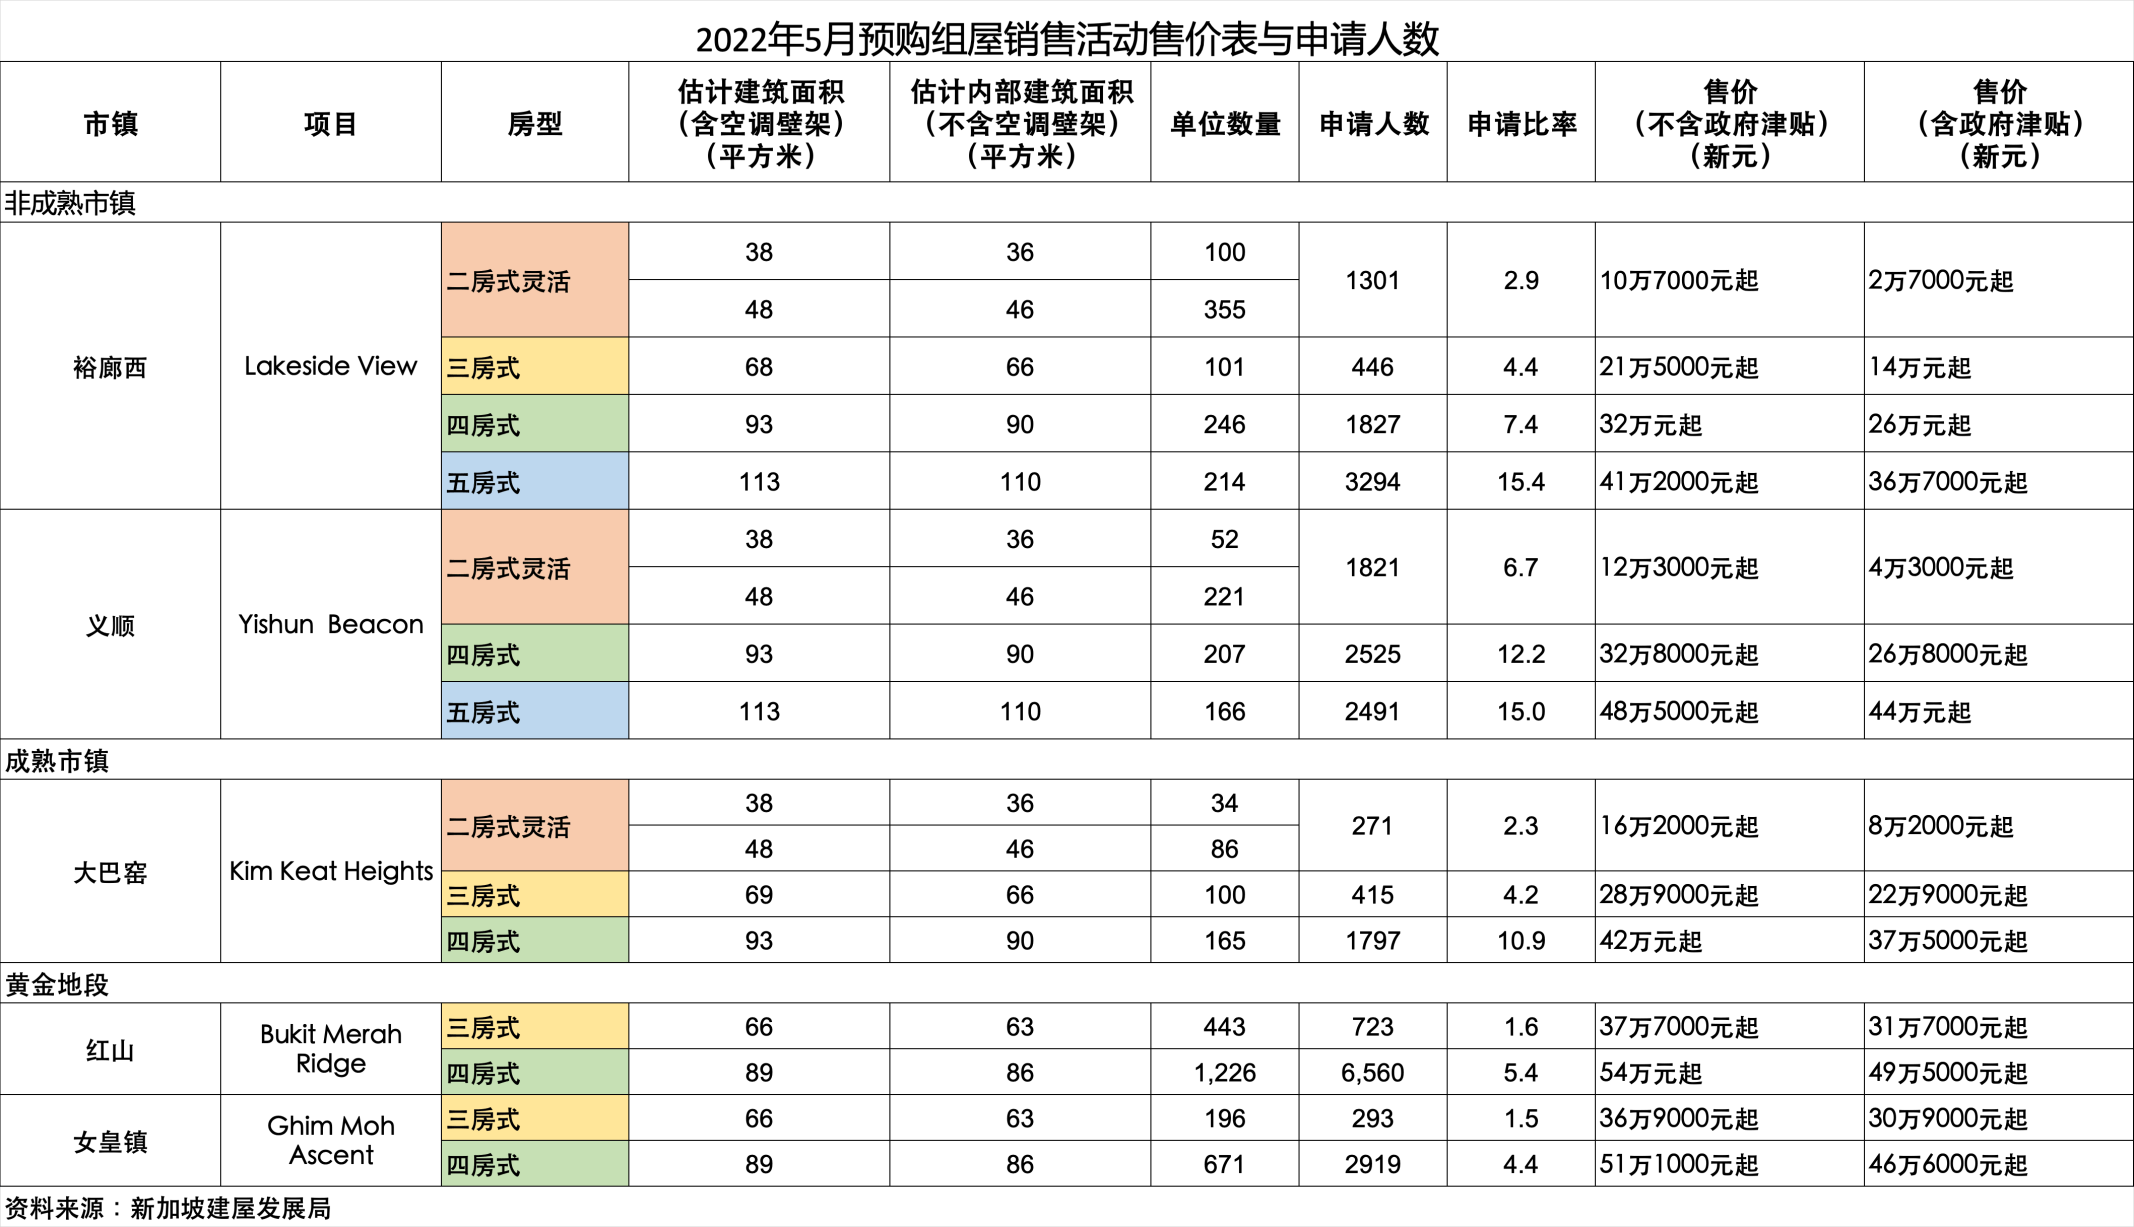 2022年5月预购组屋销售活动售价表与申请人数
市镇 项目 房型 估计建筑面积 (含空调壁架) (平方米) 估计内部建筑面积 (不含空调壁架) (平方米) 单位数量 申请人数 申请比率 售价 (不含政府津贴) (新元) 售价 (含政府津贴) (新元)
非成熟市镇
裕廊西 Lakeside View 二房式灵活 38 36 100 1301 2.9 10万7000元起 2万7000元起
48 46 355
三房式 68 66 101 446 4.4 21万5000元起 14万元起
四房式 93 90 246 1827 7.4 32万元起 26万元起
五房式 113 110 214 3294 15.4 41万2000元起 36万7000元起
义顺 Yishun Beacon 二房式灵活 38 36 52 1821 6.7 12万3000元起 4万3000元起
48 46 221
四房式 93 90 207 2525 12.2 32万8000元起 26万8000元起
五房式 113 110 166 2491 15.0 48万5000元起 44万元起
成熟市镇
大巴窑 Kim Keat Heights 二房式灵活 38 36 34 271 2.3 16万2000元起 8万2000元起
48 46 86
三房式 69 66 100 415 4.2 28万9000元起 22万9000元起
四房式 93 90 165 1797 10.9 42万元起 37万5000元起
黄金地段
红山 Bukit Merah Ridge 三房式 66 63 443 723 1.6 37万7000元起 31万7000元起
四房式 89 86 1,226 6,560 5.4 54万元起 49万5000元起
女皇镇 Ghim Moh Ascent 三房式 66 63 196 293 1.5 36万9000元起 30万9000元起
四房式 89 86 671 2919 4.4 51万1000元起 46万6000元起
资料来源：新加坡建屋发展局